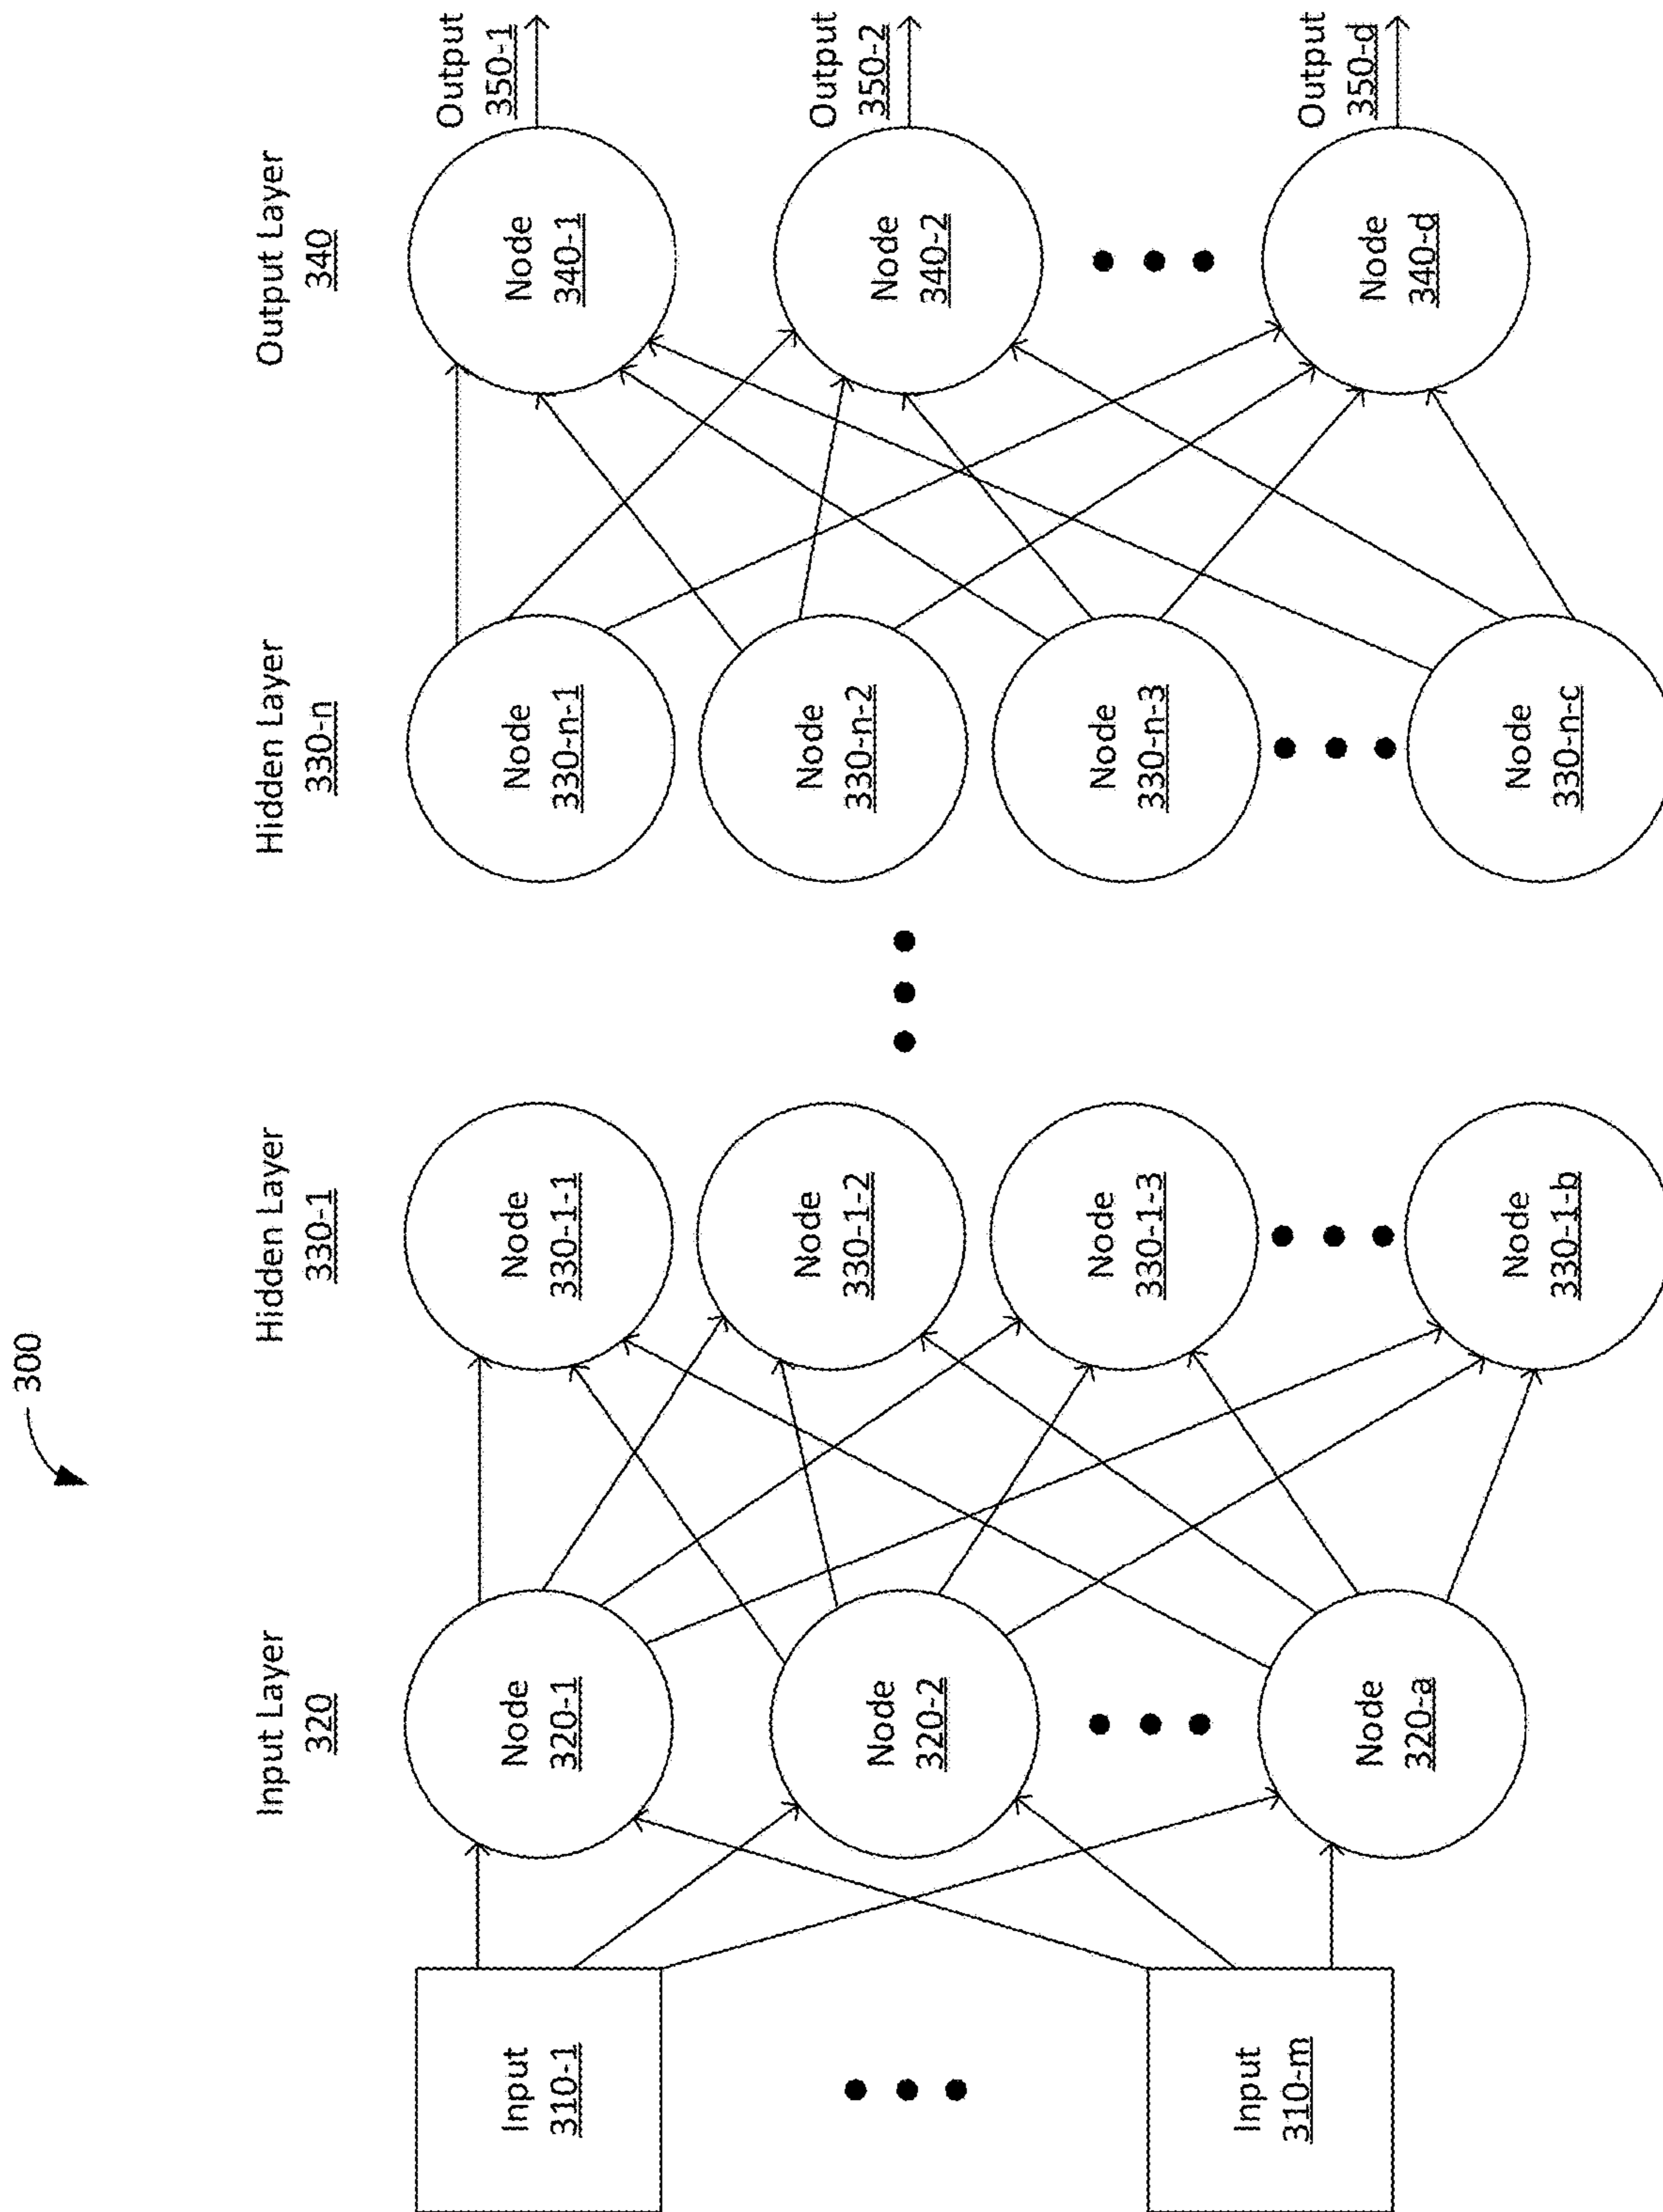 300
Input Layer
320
Hidden Layer
330-1
Hidden Layer
330-n
Output Layer
340
Input
310-1
Input
310-m
Node
320-1
Node
320-2
Node
320-a
Node
330-1-1
Node
330-1-2
Node
330-1-3
Node
330-1-b
Node
330-n-1
Node
330-n-2
Node
330-n-3
Node
330-n-c
Node
340-1
Node
340-2
Node
340-d
Output
350-1
Output
350-2
Output
350-d